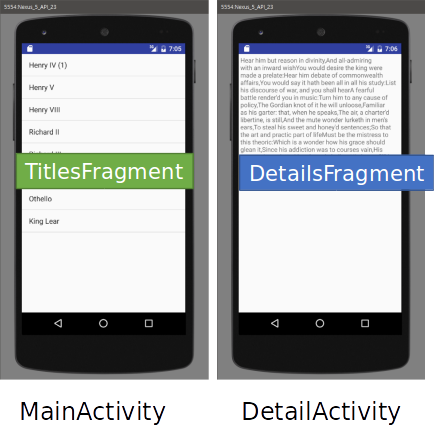 5554:Nexus_5_API_23
7:05
Henry IV (1)
Henry V
Henry VIII
Richard II
TitlesFragment
Othello
King Lear
MainActivity
5554:Nexus_5_API_23
7:06
Hear him but reason in divinity,And all-admiring
with an inward wishYou would desire the king were
made a prelate:Hear him debate of commonwealth
affairs,You would say it hath been all in all his study:List
his discourse of war, and you shall hearA fearful
battle render'd you in music:Turn him to any cause of
policy,The Gordian knot of it he will unloose,Familiar
as his garter: that, when he speaks,The air, a charter'd
libertine, is still,And the mute wonder lurketh in men's
ears,To steal his sweet and honey'd sentences;So that
the art and practic part of lifeMust be the mistress to
this theoric:Which is a wonder how his grace should
glean it,Since his addiction was to courses vain,His
DetailsFragment
DetailActivity